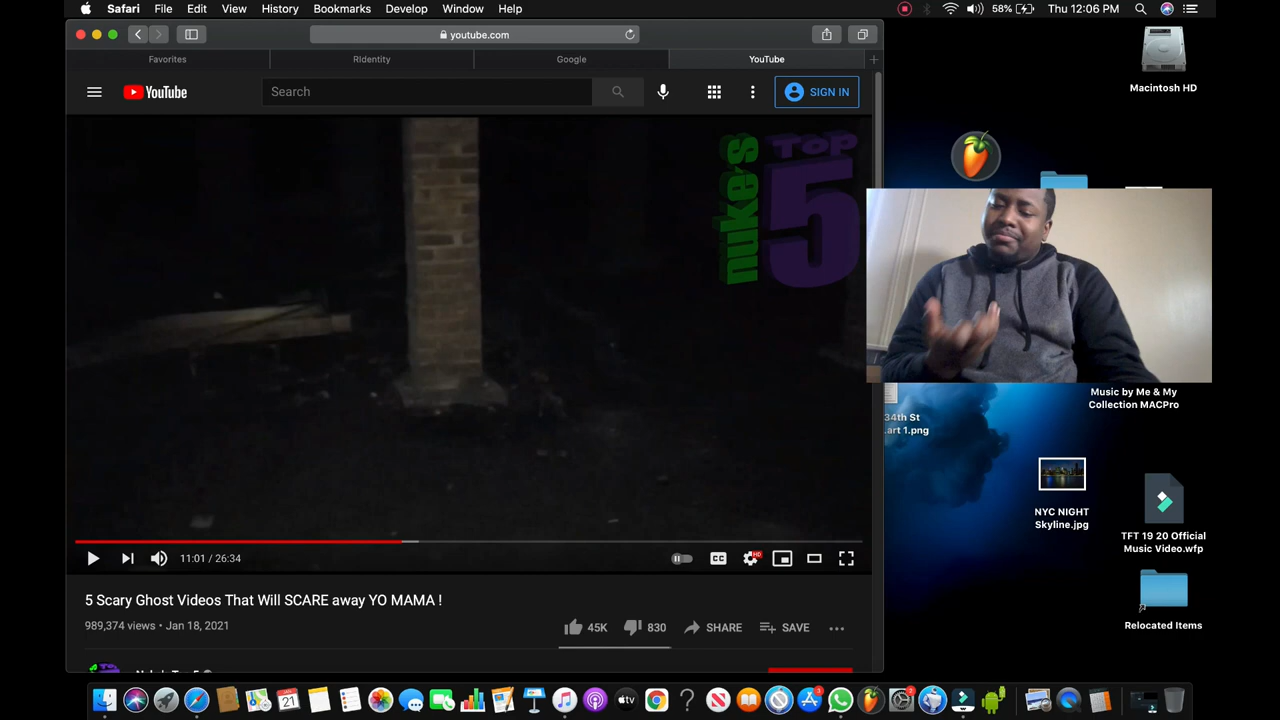 Safari File Edit View History Bookmarks Develop Window Help 58% Thu 12:06 PM
youtube.com
Favorites RIdentity Google YouTube
YouTube Search SIGN IN
Macintosh HD
nuke's TOP 5
Music by Me & My
Collection MACPro
34th St
.art 1.png
NYC NIGHT
Skyline.jpg
TFT 19 20 Official
Music Video.wfp
11:01 / 26:34 CC HD
5 Scary Ghost Videos That Will SCARE away YO MAMA !
989,374 views • Jan 18, 2021 45K 830 SHARE SAVE
Relocated Items